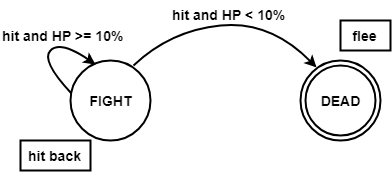 hit and HP < 10%
flee
hit and HP >= 10%
FIGHT
DEAD
hit back